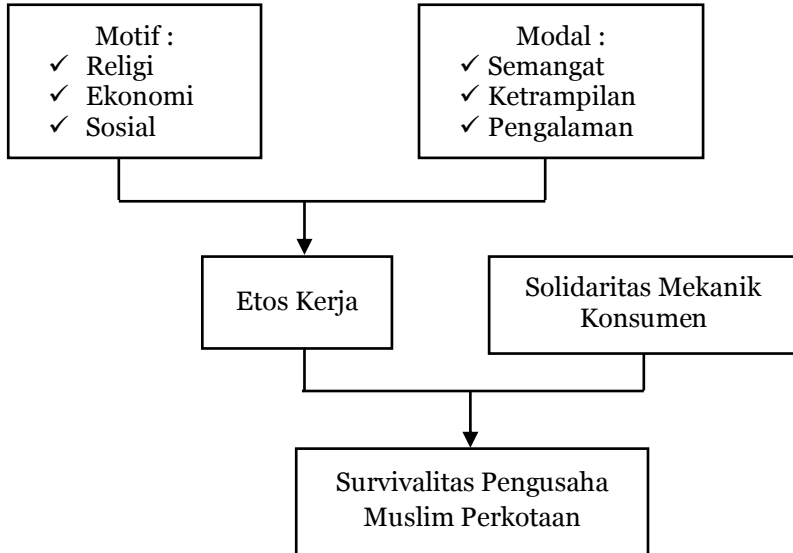 Motif :
✓ Religi
✓ Ekonomi
✓ Sosial
Modal :
✓ Semangat
✓ Ketrampilan
✓ Pengalaman
Etos Kerja
Solidaritas Mekanik
Konsumen
Survivalitas Pengusaha
Muslim Perkotaan